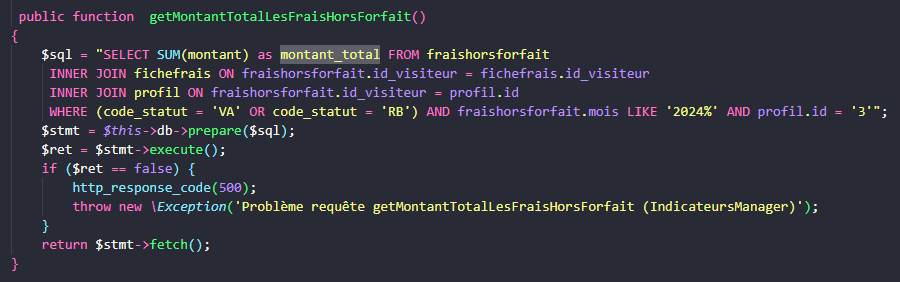 public function  getMontantTotalLesFraisHorsForfait()
{
$sql = "SELECT SUM(montant) as montant_total FROM fraishorsforfait
INNER JOIN fichefrais ON fraishorsforfait.id_visiteur = fichefrais.id_visiteur
INNER JOIN profil ON fraishorsforfait.id_visiteur = profil.id
WHERE (code_statut = 'VA' OR code_statut = 'RB') AND fraishorsforfait.mois LIKE '2024%' AND profil.id = '3'";
$stmt = $this->db->prepare($sql);
$ret = $stmt->execute();
if ($ret == false) {
http_response_code(500);
throw new \Exception('Problème requête getMontantTotalLesFraisHorsForfait (IndicateursManager)');
}
return $stmt->fetch();
}